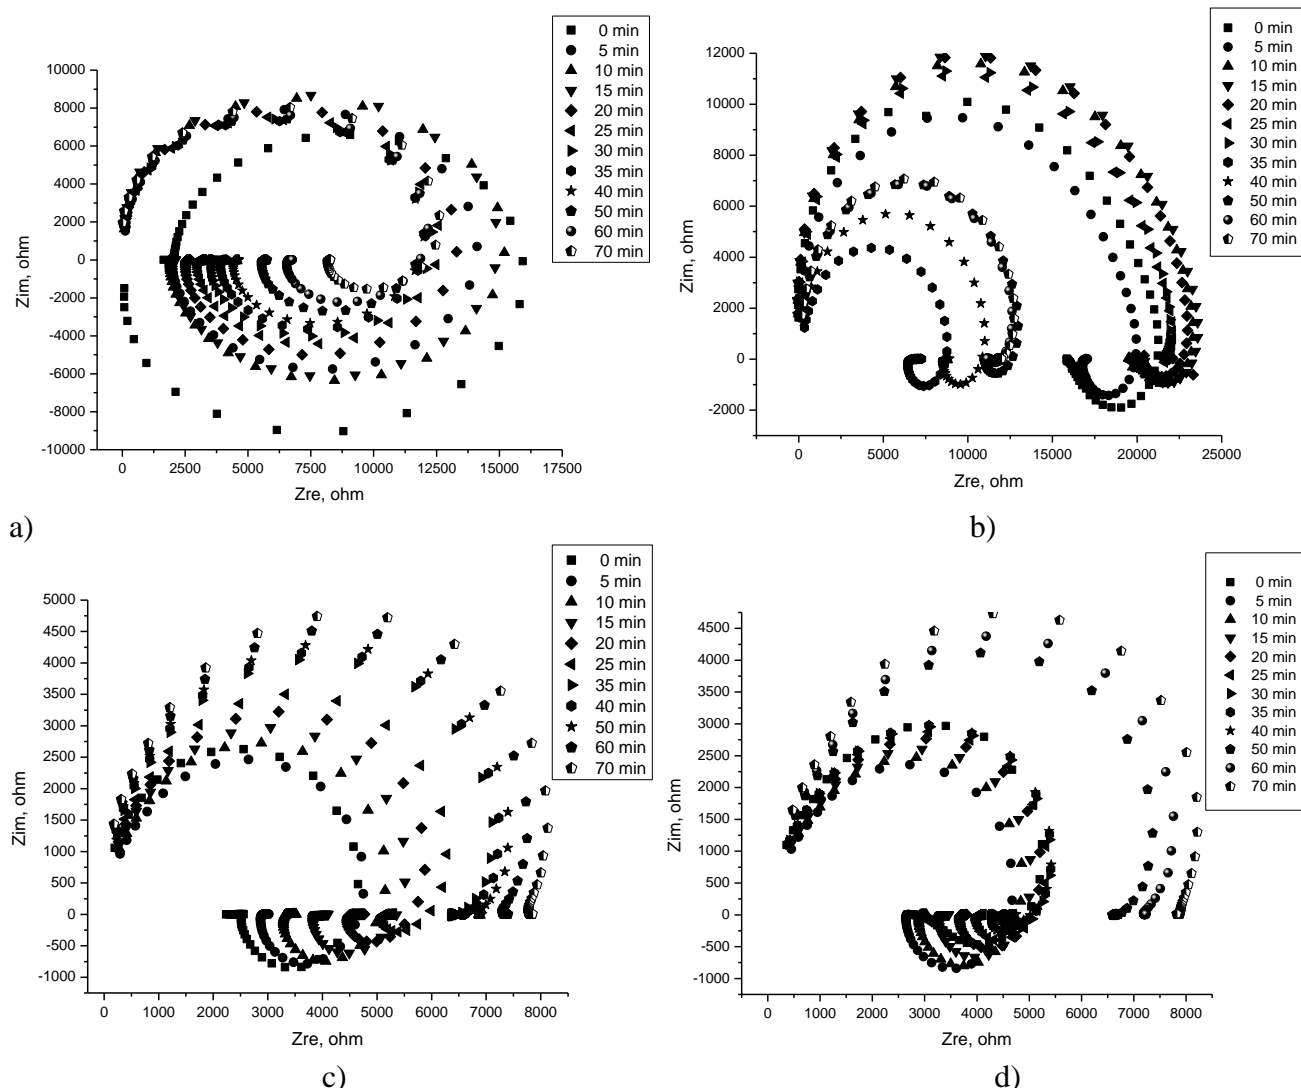 0 min
5 min
10 min
15 min
20 min
25 min
30 min
35 min
40 min
50 min
60 min
70 min
10000
8000
6000
4000
2000
0
-2000
-4000
-6000
-8000
-10000
Zim, ohm
0 2500 5000 7500 10000 12500 15000 17500
Zre, ohm
a)
0 min
5 min
10 min
15 min
20 min
25 min
30 min
35 min
40 min
50 min
60 min
70 min
12000
10000
8000
6000
4000
2000
0
-2000
Zim, ohm
0 5000 10000 15000 20000 25000
Zre, ohm
b)
0 min
5 min
10 min
15 min
20 min
25 min
35 min
40 min
50 min
60 min
70 min
5000
4500
4000
3500
3000
2500
2000
1500
1000
500
0
-500
-1000
Zim, ohm
0 1000 2000 3000 4000 5000 6000 7000 8000
Zre, ohm
c)
0 min
5 min
10 min
15 min
20 min
25 min
30 min
35 min
40 min
50 min
60 min
70 min
4500
4000
3500
3000
2500
2000
1500
1000
500
0
-500
-1000
Zim, ohm
0 1000 2000 3000 4000 5000 6000 7000 8000
Zre, ohm
d)